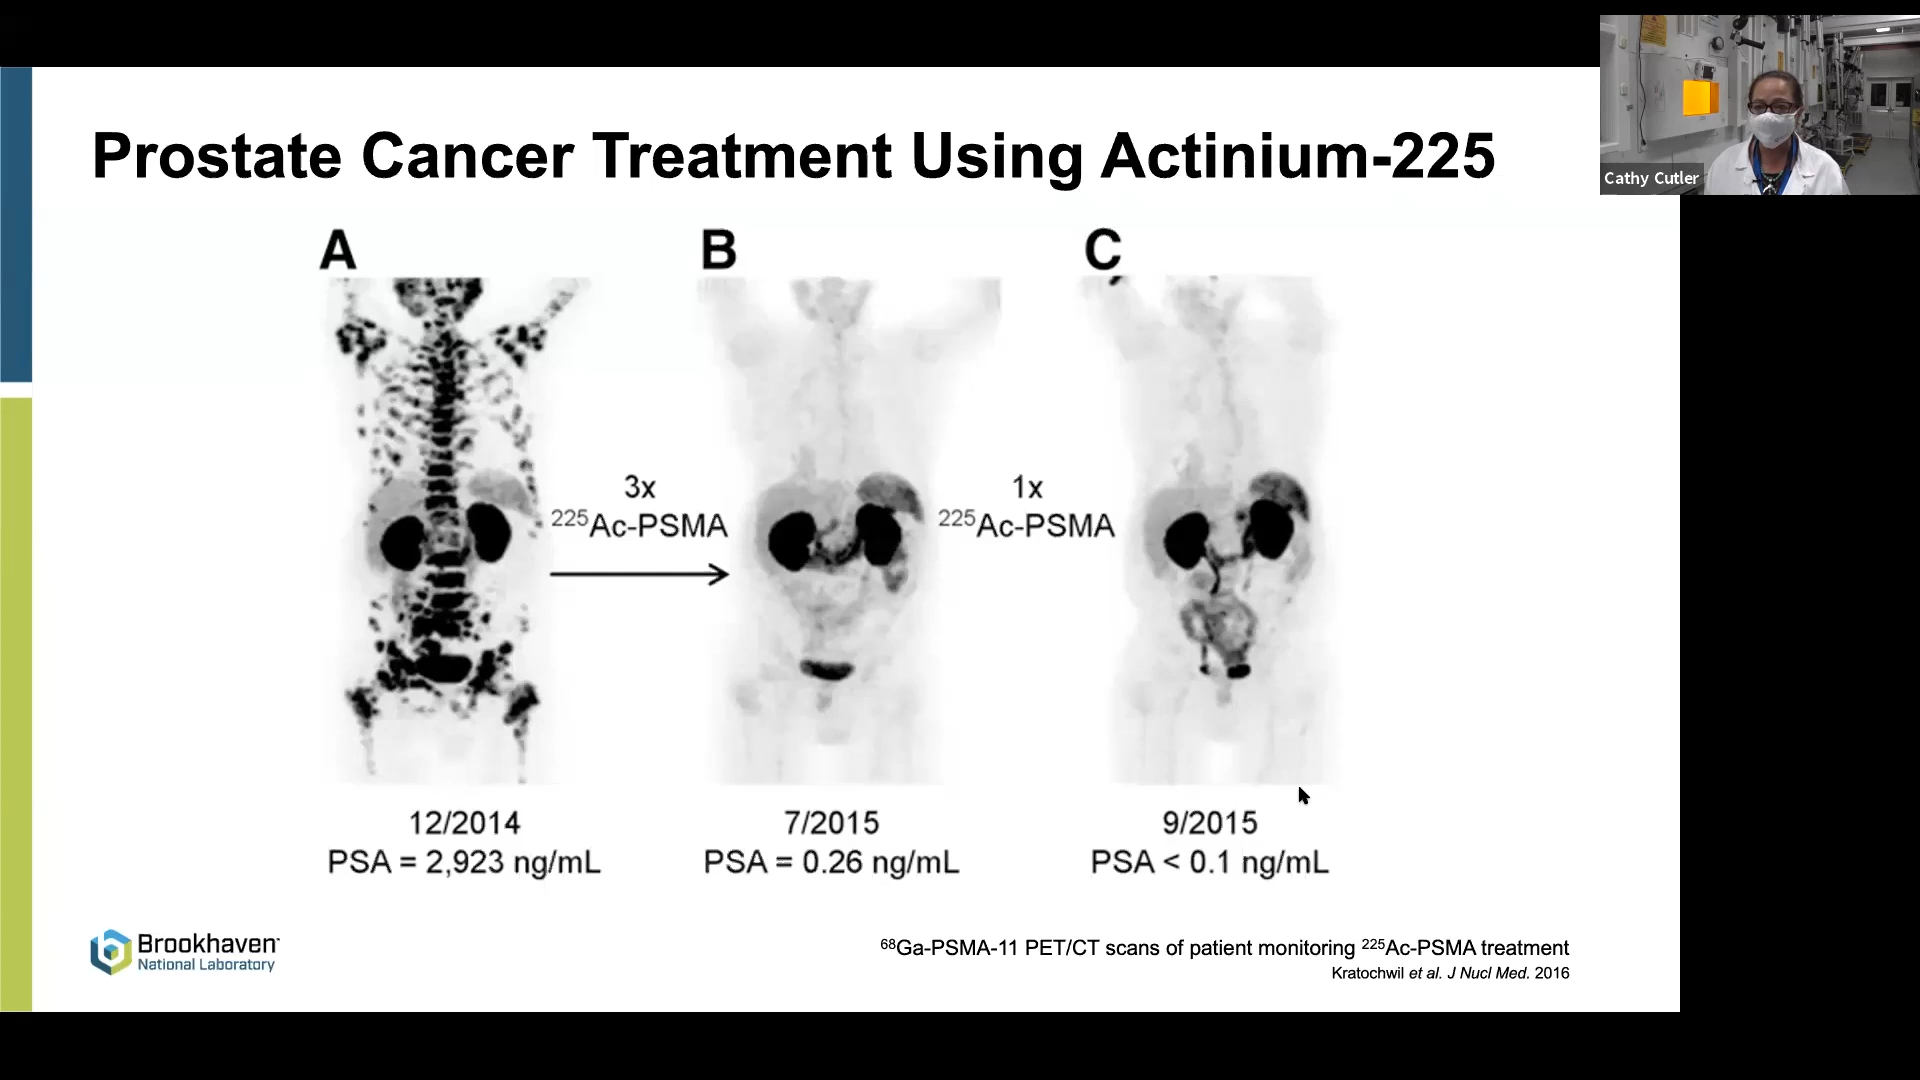 Prostate Cancer Treatment Using Actinium-225
Cathy Cutler
A
B
C
3x
225Ac-PSMA
1x
225Ac-PSMA
12/2014
PSA = 2,923 ng/mL
7/2015
PSA = 0.26 ng/mL
9/2015
PSA < 0.1 ng/mL
Brookhaven
National Laboratory
68Ga-PSMA-11 PET/CT scans of patient monitoring 225Ac-PSMA treatment
Kratochwil et al. J Nucl Med. 2016